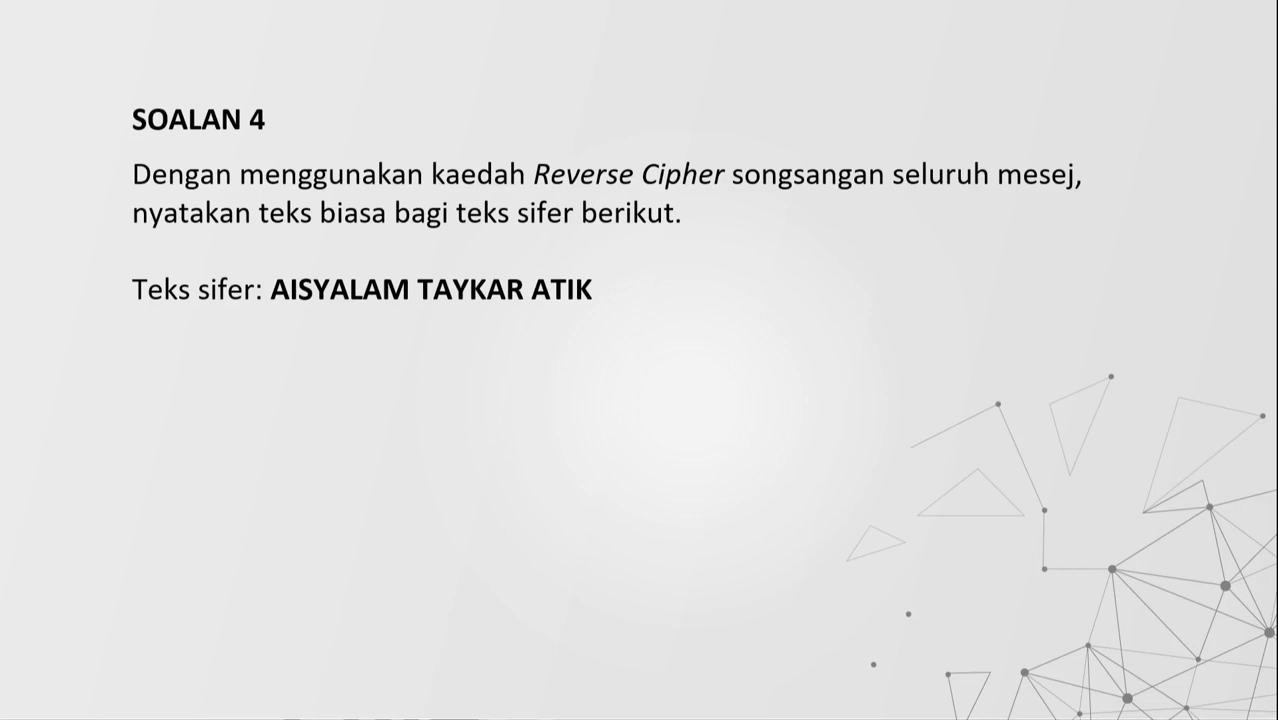 SOALAN 4
Dengan menggunakan kaedah Reverse Cipher songsangan seluruh mesej,
nyatakan teks biasa bagi teks sifer berikut.
Teks sifer: AISYALAM TAYKAR ATIK